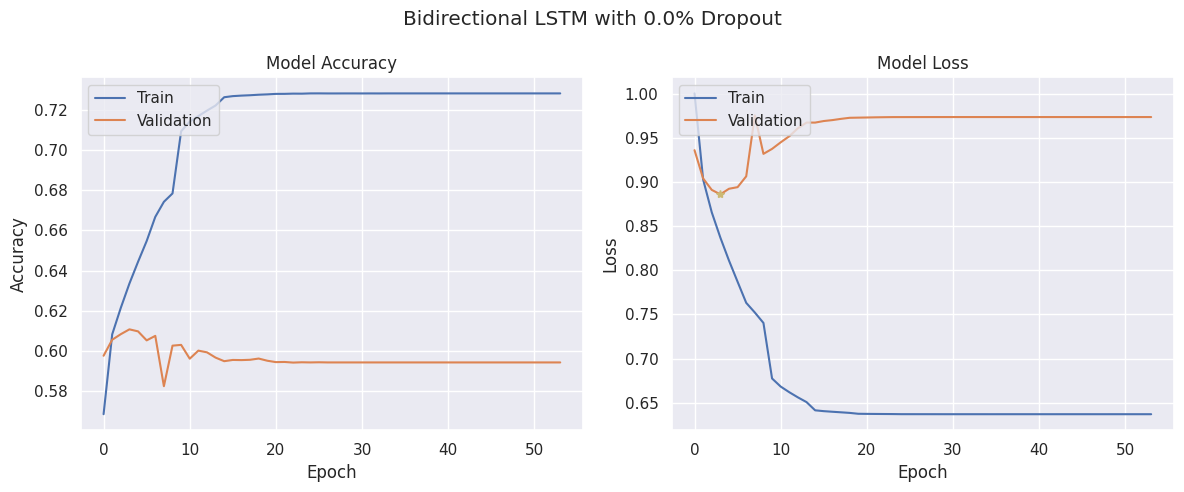 Bidirectional LSTM with 0.0% Dropout
Model Accuracy
Train
Validation
0.72
0.70
0.68
0.66
0.64
0.62
0.60
0.58
Accuracy
0 10 20 30 40 50
Epoch
Model Loss
Train
Validation
1.00
0.95
0.90
0.85
0.80
0.75
0.70
0.65
Loss
0 10 20 30 40 50
Epoch